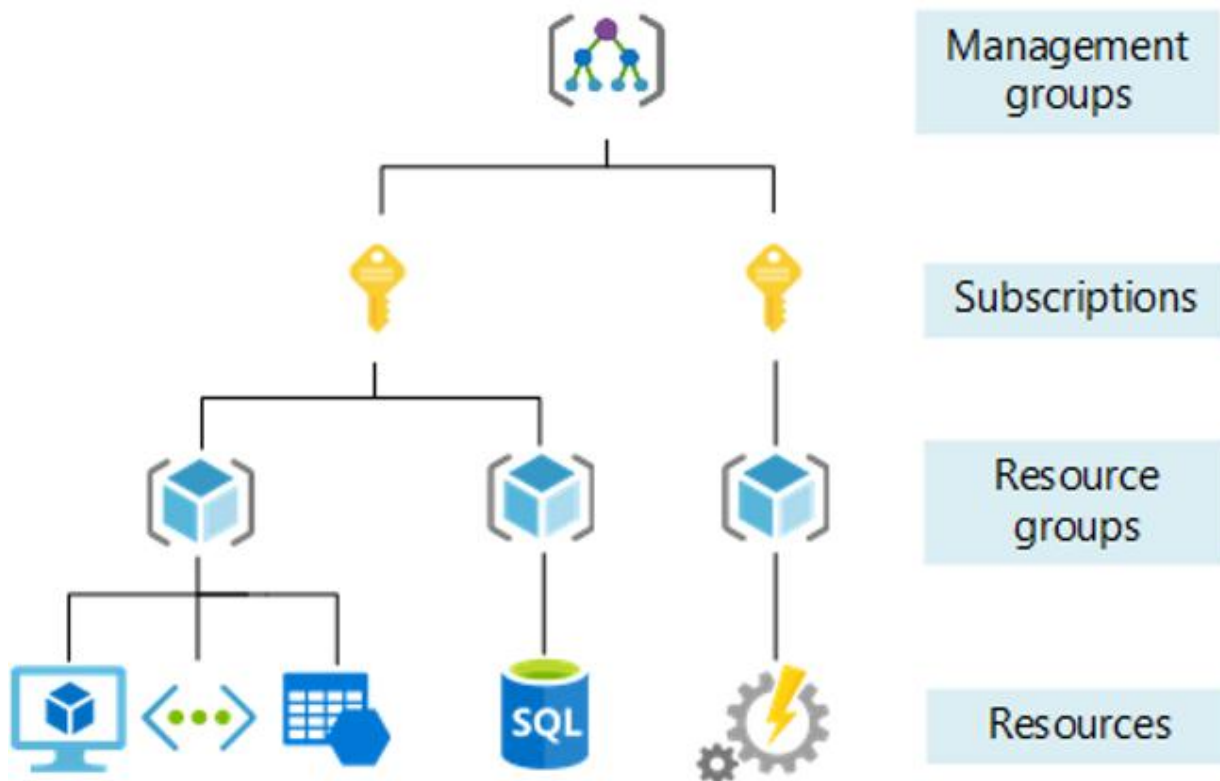 Management
groups
Subscriptions
Resource
groups
SQL
Resources